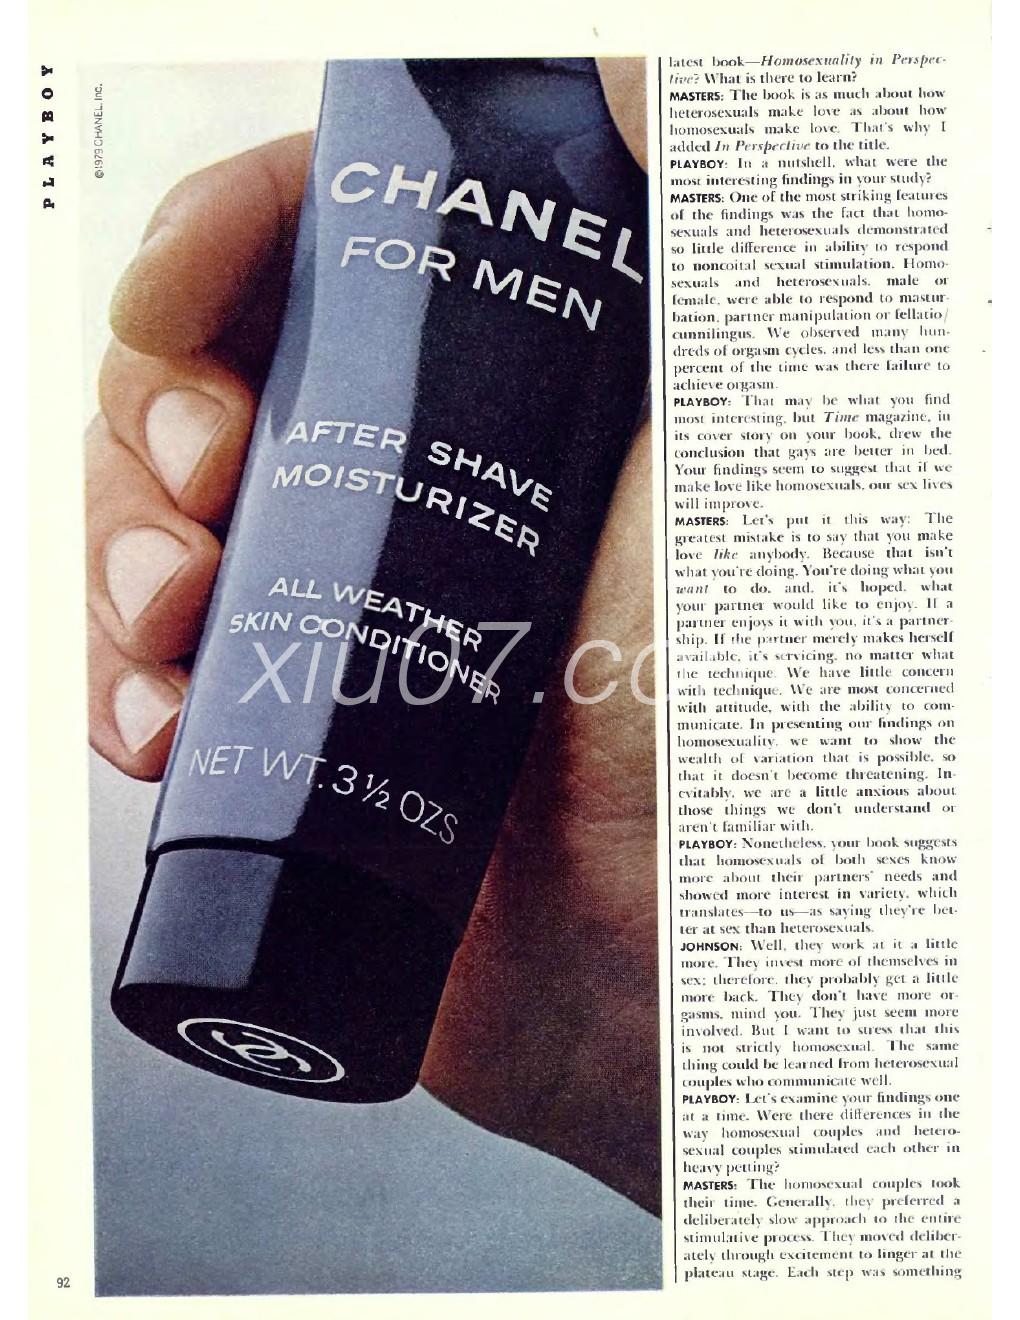 PLAYBOY
©1979 CHANEL, Inc.
CHANEL
FOR MEN
AFTER SHAVE
MOISTURIZER
ALL WEATHER
SKIN CONDITIONER
NET WT. 3 ½ OZS
xiu07.co
92
latest book—Homosexuality in Perspec-
tive? What is there to learn?
MASTERS: The book is as much about how
heterosexuals make love as about how
homosexuals make love. That's why I
added In Perspective to the title.
PLAYBOY: In a nutshell, what were the
most interesting findings in your study?
MASTERS: One of the most striking features
of the findings was the fact that homo-
sexuals and heterosexuals demonstrated
so little difference in ability to respond
to noncoital sexual stimulation. Homo-
sexuals and heterosexuals, male or
female, were able to respond to mastur-
bation, partner manipulation or fellatio/
cunnilingus. We observed many hun-
dreds of orgasm cycles, and less than one
percent of the time was there failure to
achieve orgasm.
PLAYBOY: That may be what you find
most interesting, but Time magazine, in
its cover story on your book, drew the
conclusion that gays are better in bed.
Your findings seem to suggest that if we
make love like homosexuals, our sex lives
will improve.
MASTERS: Let's put it this way: The
greatest mistake is to say that you make
love like anybody. Because that isn't
what you're doing. You're doing what you
want to do, and, it's hoped, what
your partner would like to enjoy. If a
partner enjoys it with you, it's a partner-
ship. If the partner merely makes herself
available, it's servicing, no matter what
the technique. We have little concern
with technique. We are most concerned
with attitude, with the ability to com-
municate. In presenting our findings on
homosexuality, we want to show the
wealth of variation that is possible, so
that it doesn't become threatening. In-
evitably, we are a little anxious about
those things we don't understand or
aren't familiar with.
PLAYBOY: Nonetheless, your book suggests
that homosexuals of both sexes know
more about their partners' needs and
showed more interest in variety, which
translates—to us—as saying they're bet-
ter at sex than heterosexuals.
JOHNSON: Well, they work at it a little
more. They invest more of themselves in
sex; therefore, they probably get a little
more back. They don't have more or-
gasms, mind you. They just seem more
involved. But I want to stress that this
is not strictly homosexual. The same
thing could be learned from heterosexual
couples who communicate well.
PLAYBOY: Let's examine your findings one
at a time. Were there differences in the
way homosexual couples and hetero-
sexual couples stimulated each other in
heavy petting?
MASTERS: The homosexual couples took
their time. Generally, they preferred a
deliberately slow approach to the entire
stimulative process. They moved deliber-
ately through excitement to linger at the
plateau stage. Each step was something